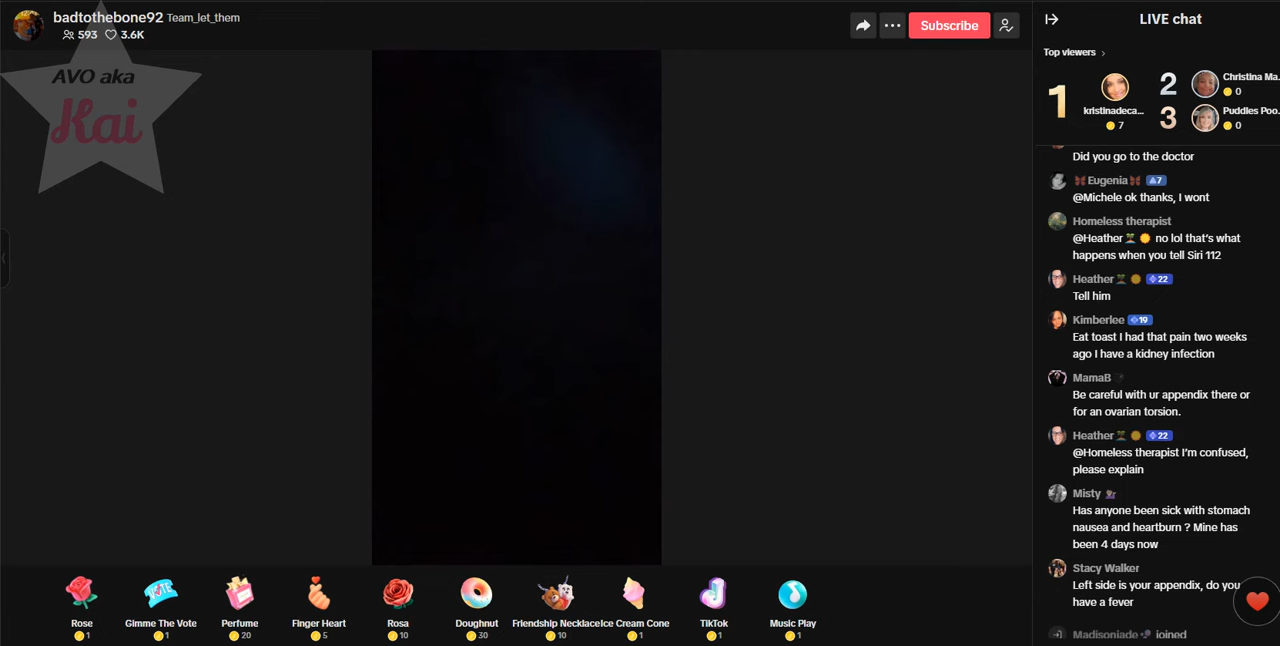 badtothebone92 Team_let_them
593 3.6K
Subscribe
AVO aka
Kai
LIVE chat
Top viewers
1 kristinadeca... 7
2 Christina Ma... 0
3 Puddles Poo... 0
Did you go to the doctor
Eugenia 7
@Michele ok thanks, I wont
Homeless therapist
@Heather no lol that's what
happens when you tell Siri 112
Heather 22
Tell him
Kimberlee 19
Eat toast I had that pain two weeks
ago I have a kidney infection
MamaB
Be careful with ur appendix there or
for an ovarian torsion.
Heather 22
@Homeless therapist I'm confused,
please explain
Misty
Has anyone been sick with stomach
nausea and heartburn ? Mine has
been 4 days now
Stacy Walker
Left side is your appendix, do you
have a fever
Madisoniade joined
Rose Gimme The Vote Perfume Finger Heart Rosa Doughnut Friendship Necklace Ice Cream Cone TikTok Music Play
1 1 20 5 10 30 10 1 1 1
VOTE